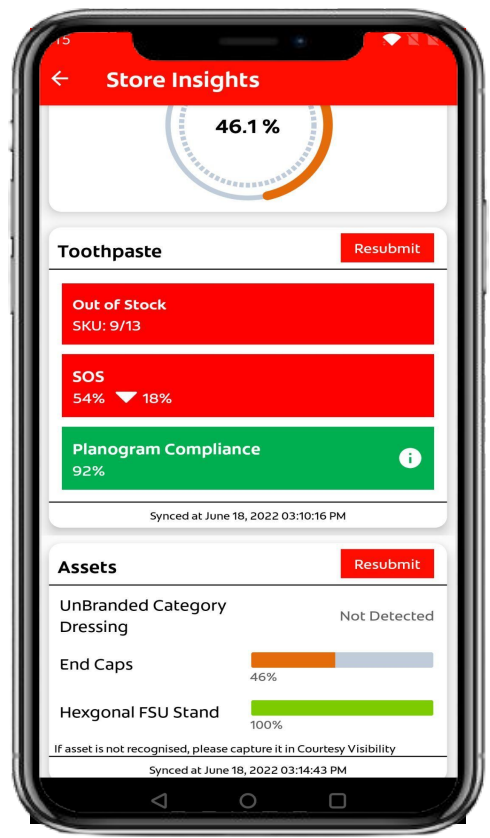 15
Store Insights
46.1 %
Toothpaste
Resubmit
Out of Stock
SKU: 9/13
SOS
54% 18%
Planogram Compliance
92%
Synced at June 18, 2022 03:10:16 PM
Assets
Resubmit
UnBranded Category
Dressing
Not Detected
End Caps
46%
Hexgonal FSU Stand
100%
If asset is not recognised, please capture it in Courtesy Visibility
Synced at June 18, 2022 03:14:43 PM